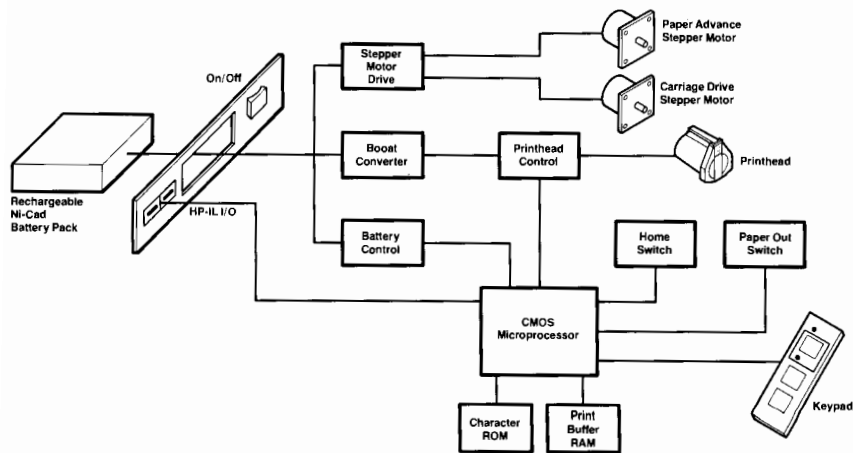 Paper Advance
Stepper Motor
Stepper
Motor
Drive
On/Off
Carriage Drive
Stepper Motor
Boost
Converter
Printhead
Control
Printhead
Rechargeable
Ni-Cad
Battery Pack
HP-IL I/O
Battery
Control
Home
Switch
Paper Out
Switch
CMOS
Microprocessor
Keypad
Character
ROM
Print
Buffer
RAM